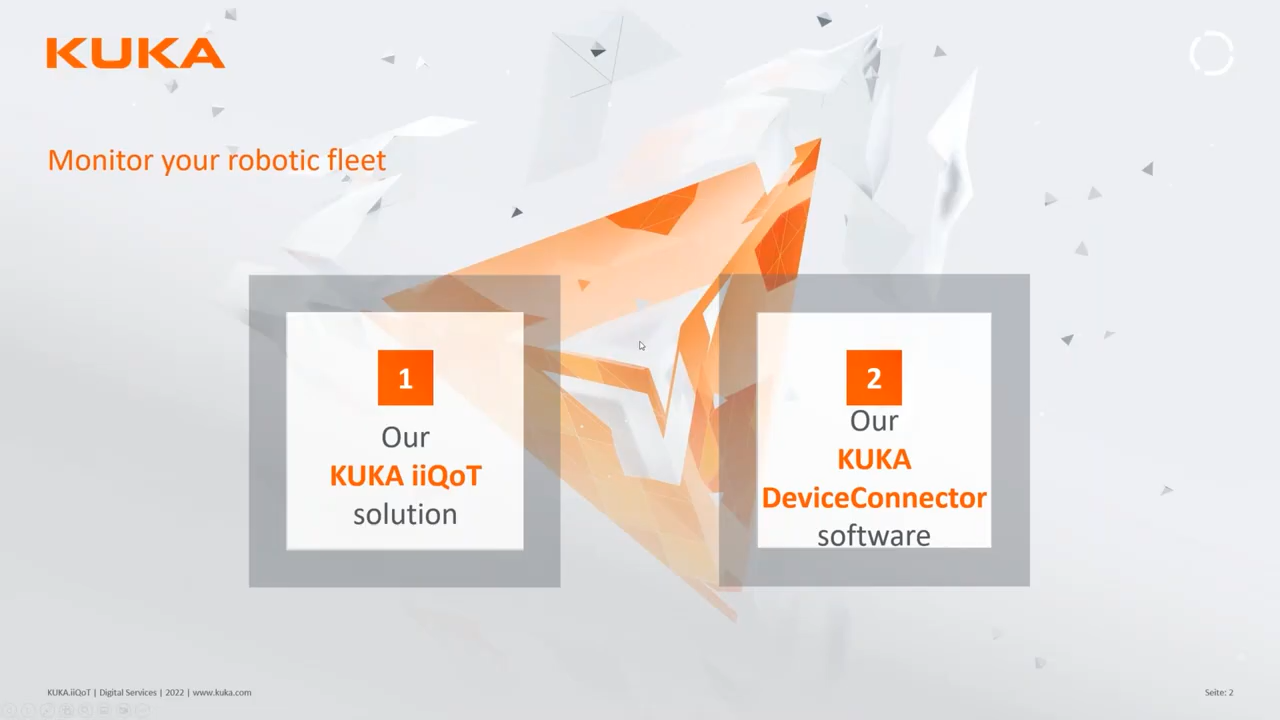 KUKA
Monitor your robotic fleet
1
Our
KUKA iiQoT
solution
2
Our
KUKA
DeviceConnector
software
KUKA.iiQoT | Digital Services | 2022 | www.kuka.com
Seite: 2